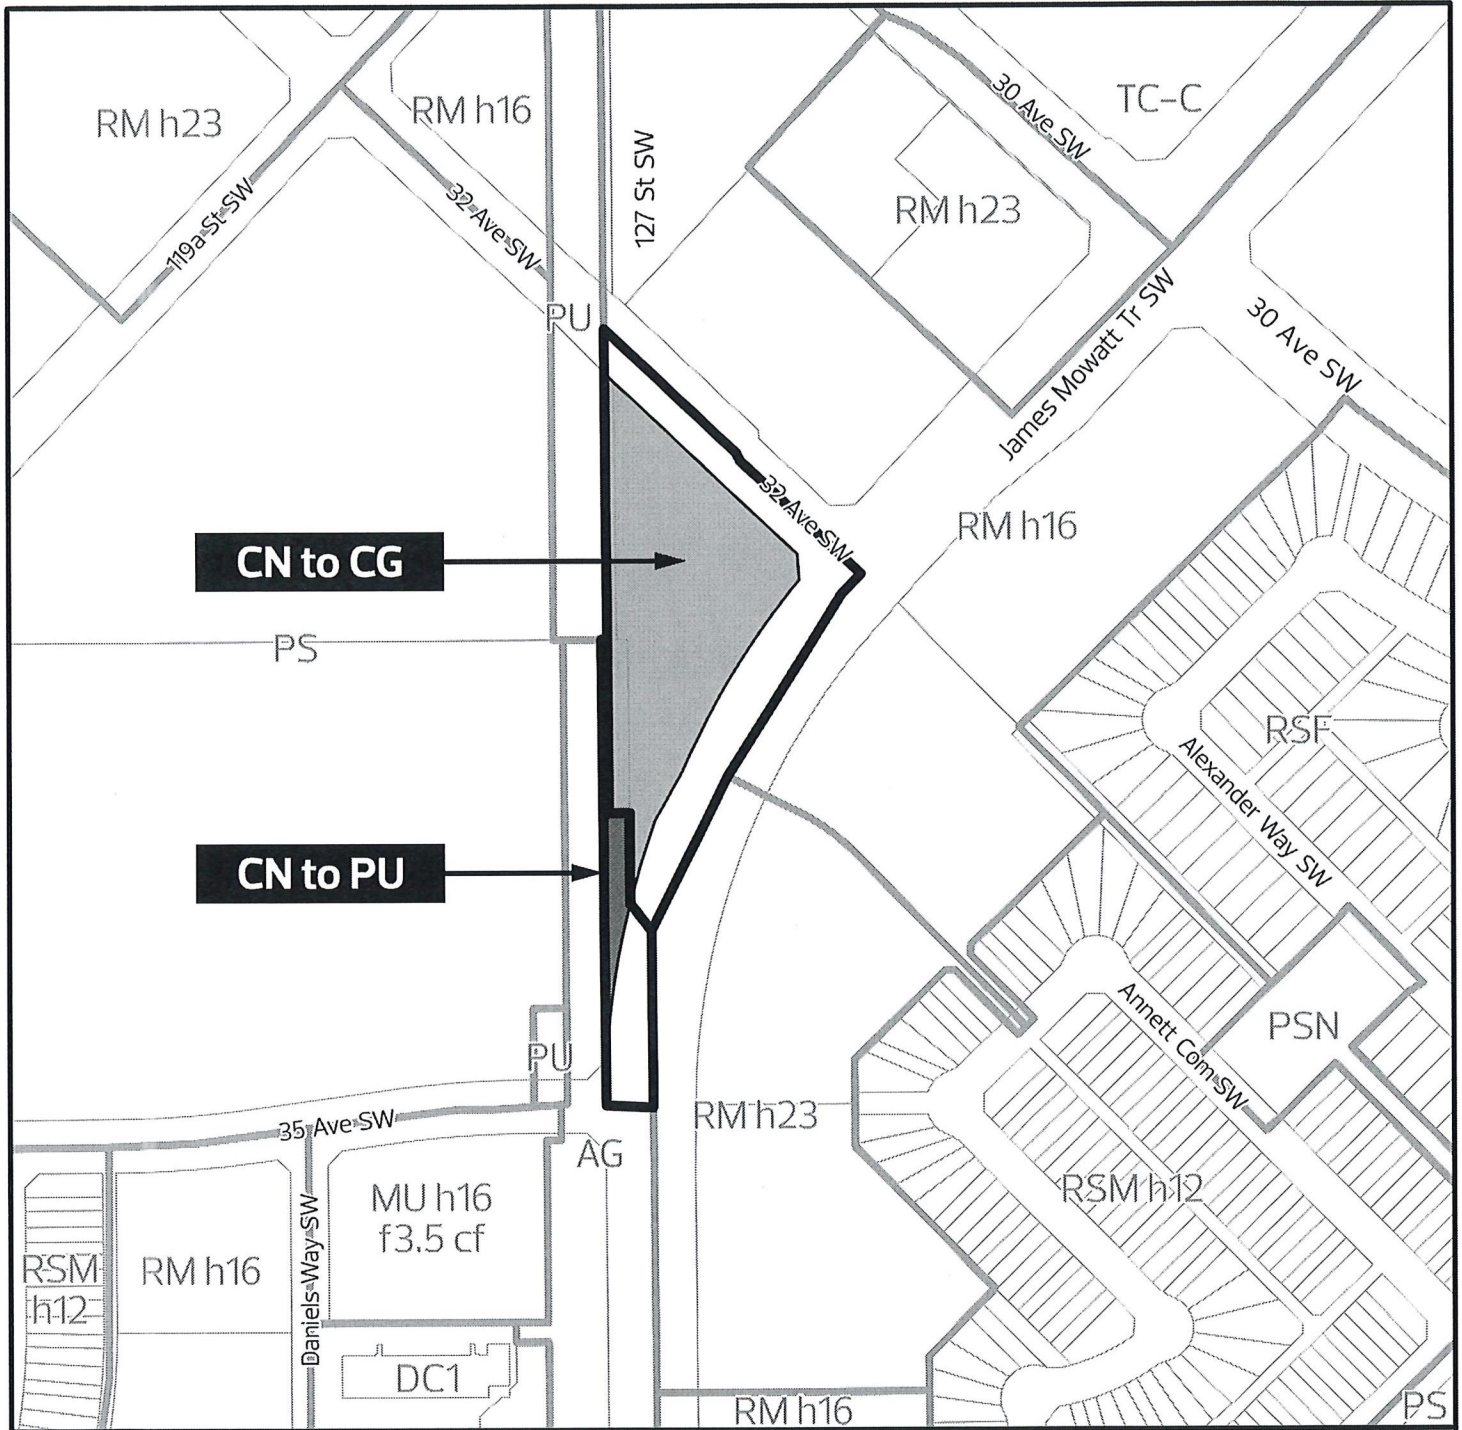 RM h23
RM h16
TC-C
30 Ave SW
127 St SW
119a St SW
32 Ave SW
RM h23
PU
James Mowatt Tr SW
30 Ave SW
32 Ave SW
RM h16
CN to CG
PS
RSF
Alexander Way SW
CN to PU
Annett Com SW
PSN
PU
35 Ave SW
RM h23
AG
MU h16
f3.5 cf
RSM h12
RSM
h12
RM h16
Daniels Way SW
DC1
RM h16
PS